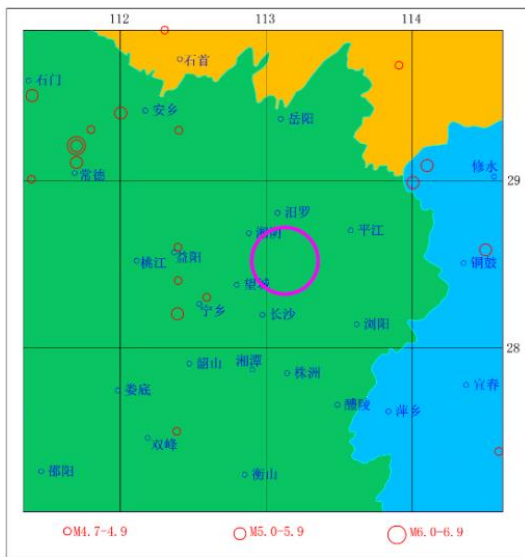 112 113 114
石首
石门
安乡
岳阳
修水
常德
29
汨罗
湘阴
平江
益阳
桃江
铜鼓
望城
宁乡
长沙
浏阳
28
湘潭
韶山
株洲
娄底
宜春
醴陵
萍乡
双峰
邵阳
衡山
M4.7-4.9 M5.0-5.9 M6.0-6.9